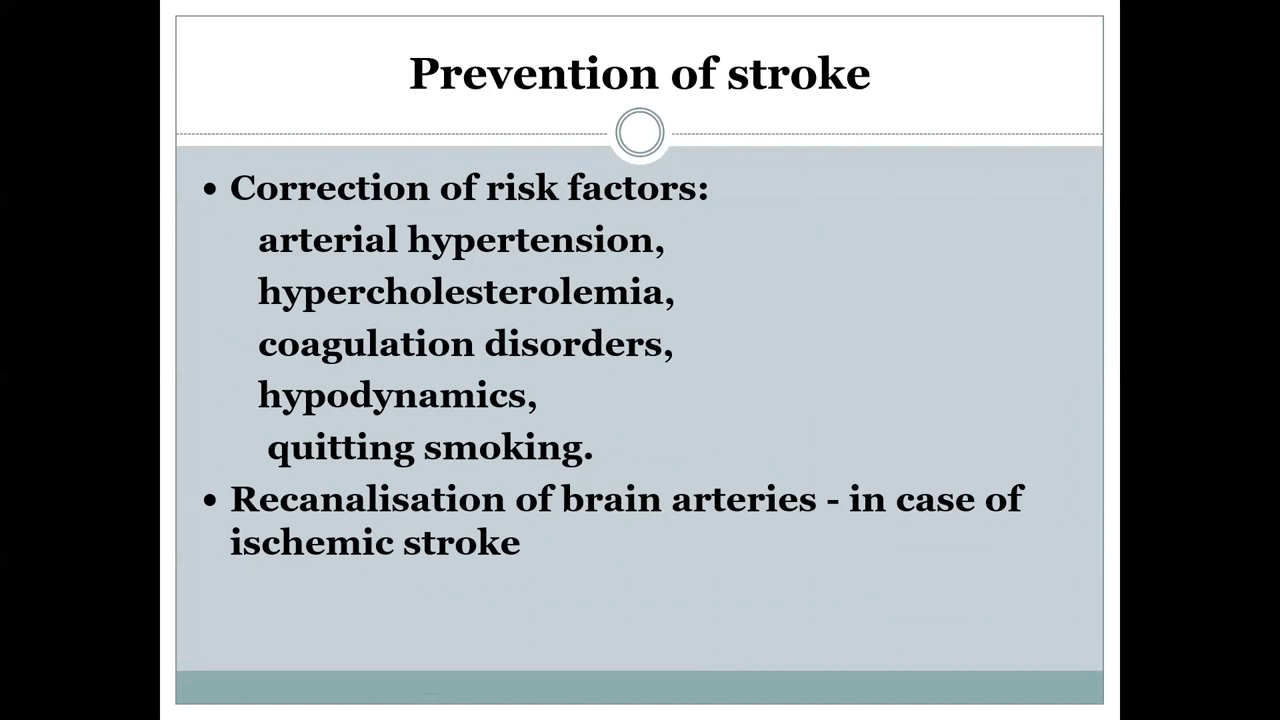 Prevention of stroke
• Correction of risk factors:
arterial hypertension,
hypercholesterolemia,
coagulation disorders,
hypodynamics,
quitting smoking.
• Recanalisation of brain arteries - in case of
ischemic stroke